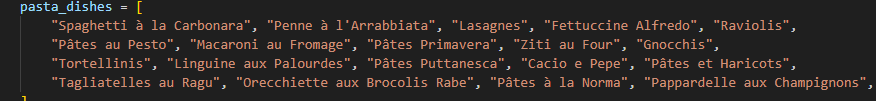 pasta_dishes = [
"Spaghetti à la Carbonara", "Penne à l'Arrabbiata", "Lasagnes", "Fettuccine Alfredo", "Raviolis",
"Pâtes au Pesto", "Macaroni au Fromage", "Pâtes Primavera", "Ziti au Four", "Gnocchis",
"Tortellinis", "Linguine aux Palourdes", "Pâtes Puttanesca", "Cacio e Pepe", "Pâtes et Haricots",
"Tagliatelles au Ragu", "Orecchiette aux Brocolis Rabe", "Pâtes à la Norma", "Pappardelle aux Champignons",
]